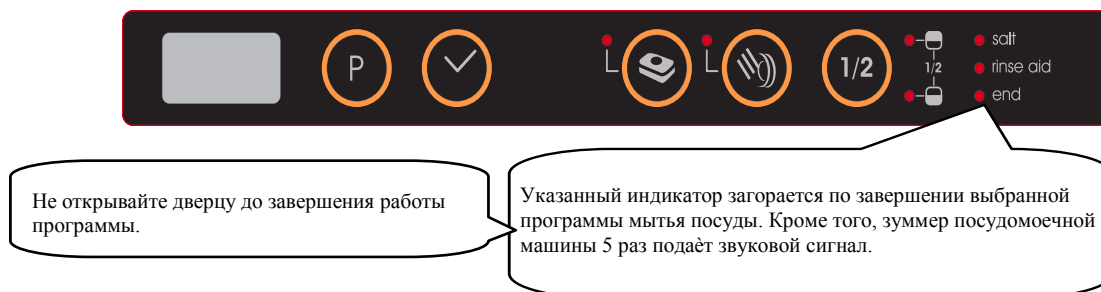 P
1/2
1/2
salt
rinse aid
end
Не открывайте дверцу до завершения работы
программы.
Указанный индикатор загорается по завершении выбранной
программы мытья посуды. Кроме того, зуммер посудомоечной
машины 5 раз подаѐт звуковой сигнал.